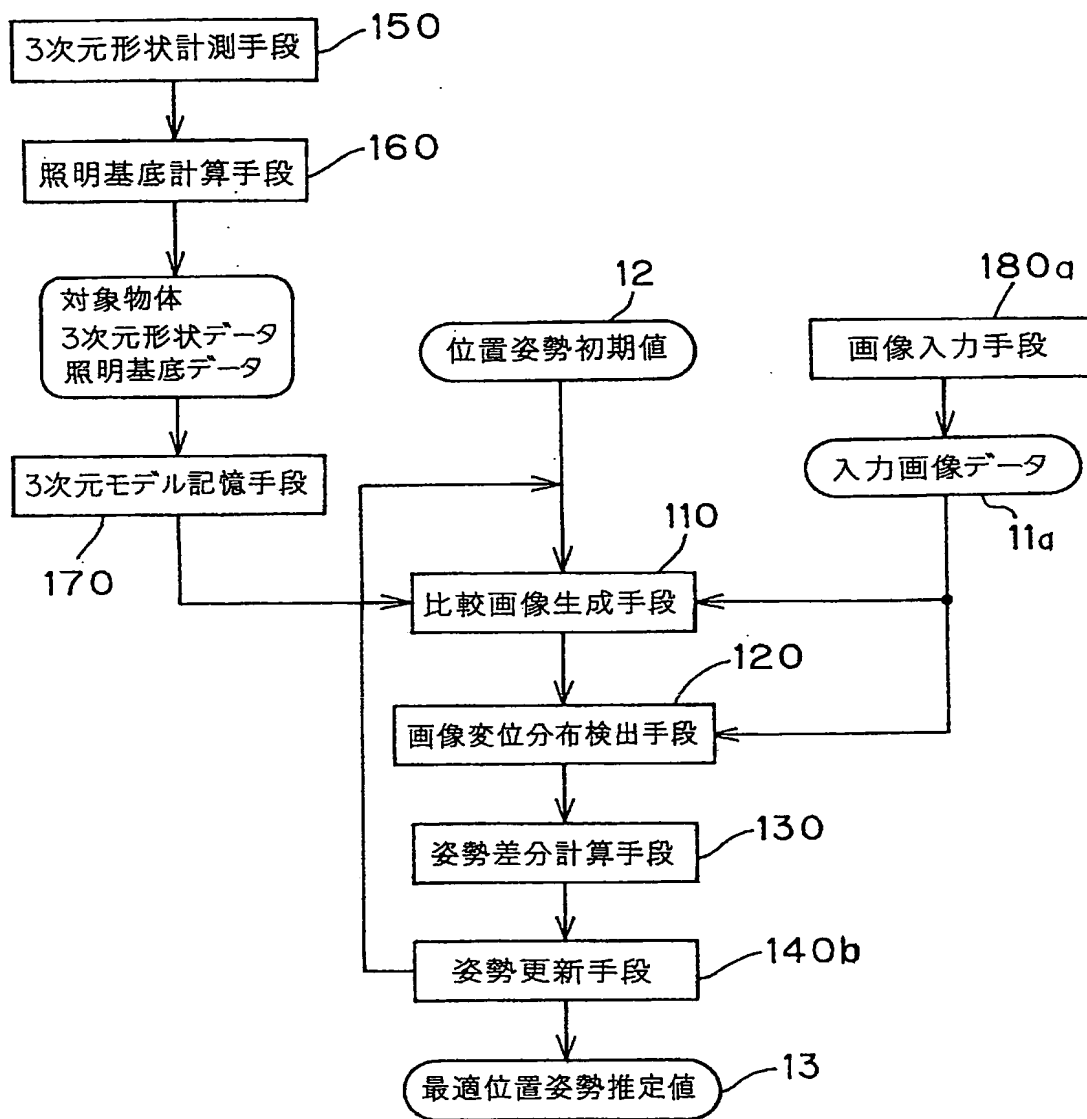 150
3次元形状計測手段
160
照明基底計算手段
対象物体
3次元形状データ
照明基底データ
3次元モデル記憶手段
170
12
位置姿勢初期値
180a
画像入力手段
入力画像データ
11a
110
比較画像生成手段
120
画像変位分布検出手段
130
姿勢差分計算手段
140b
姿勢更新手段
最適位置姿勢推定値
13